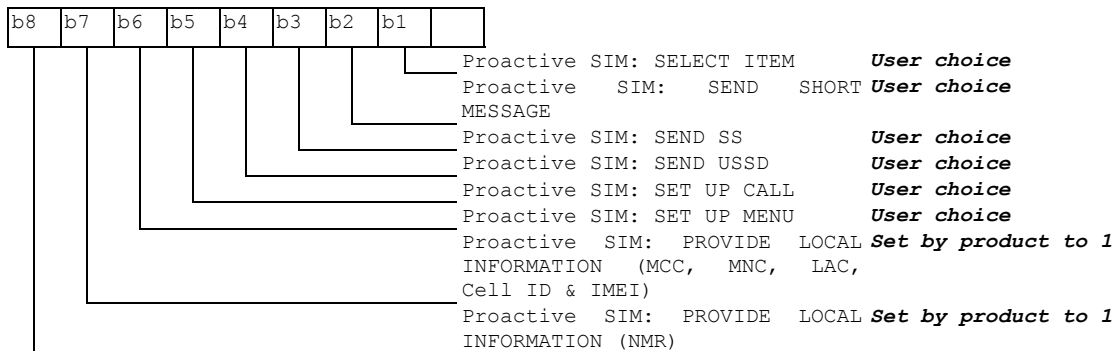 b8 b7 b6 b5 b4 b3 b2 b1
Proactive SIM: SELECT ITEM User choice
Proactive SIM: SEND SHORT User choice
MESSAGE
Proactive SIM: SEND SS User choice
Proactive SIM: SEND USSD User choice
Proactive SIM: SET UP CALL User choice
Proactive SIM: SET UP MENU User choice
Proactive SIM: PROVIDE LOCAL Set by product to 1
INFORMATION (MCC, MNC, LAC,
Cell ID & IMEI)
Proactive SIM: PROVIDE LOCAL Set by product to 1
INFORMATION (NMR)